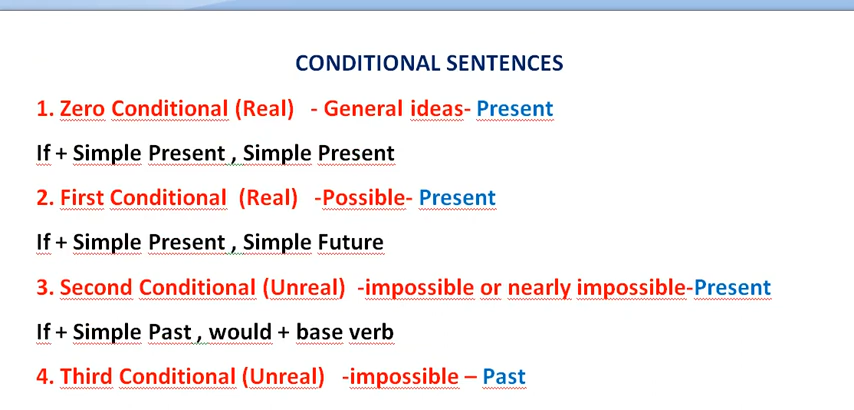 CONDITIONAL SENTENCES
1. Zero Conditional (Real) - General ideas- Present
If + Simple Present , Simple Present
2. First Conditional (Real) -Possible- Present
If + Simple Present , Simple Future
3. Second Conditional (Unreal) -impossible or nearly impossible-Present
If + Simple Past , would + base verb
4. Third Conditional (Unreal) -impossible – Past